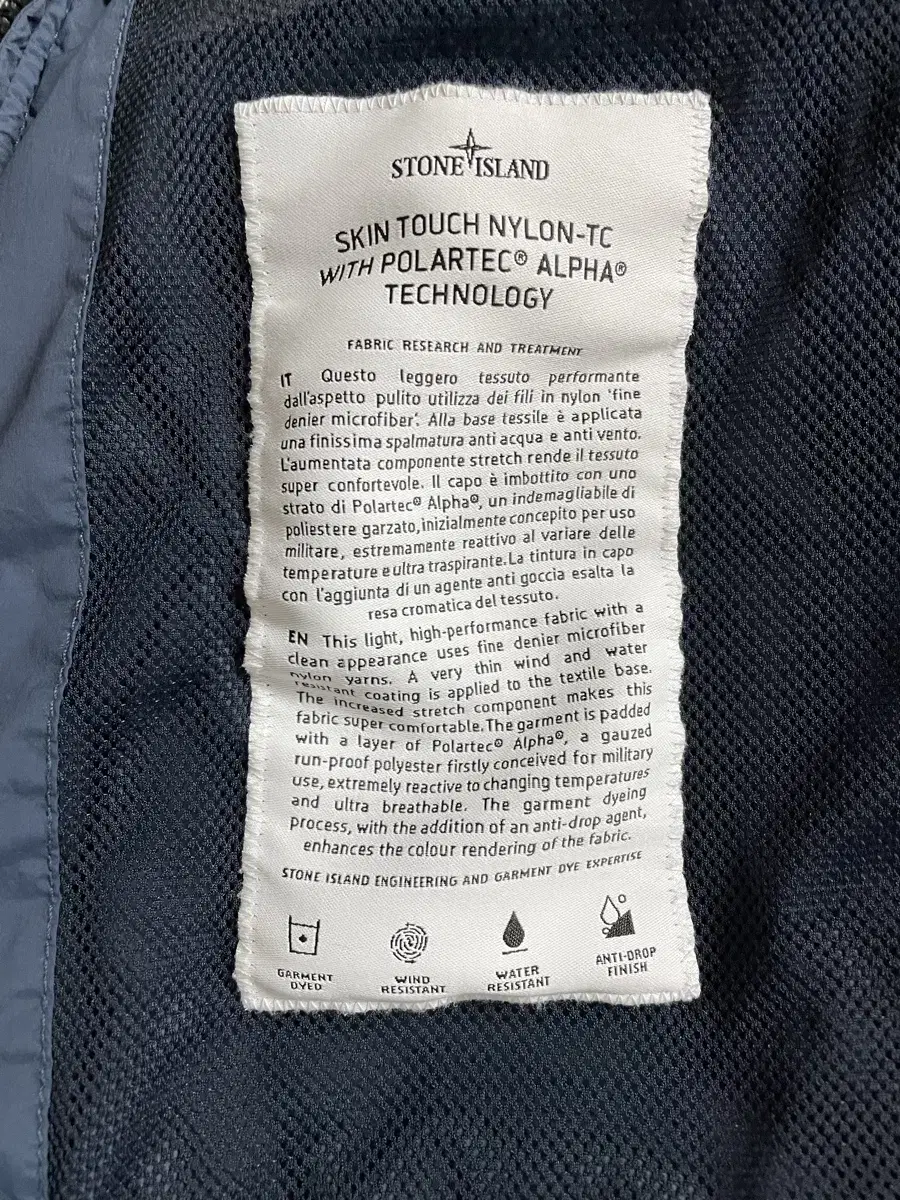 STONE ISLAND
SKIN TOUCH NYLON-TC
WITH POLARTEC® ALPHA®
TECHNOLOGY
FABRIC RESEARCH AND TREATMENT
IT Questo leggero tessuto performante
dall'aspetto pulito utilizza dei fili in nylon 'fine
denier microfiber'. Alla base tessile è applicata
una finissima spalmatura anti acqua e anti vento.
L'aumentata componente stretch rende il tessuto
super confortevole. Il capo è imbottito con uno
strato di Polartec® Alpha®, un indemagliabile di
poliestere garzato, inizialmente concepito per uso
militare, estremamente reattivo al variare delle
temperature e ultra traspirante. La tintura in capo
con l'aggiunta di un agente anti goccia esalta la
resa cromatica del tessuto.
EN This light, high-performance fabric with a
clean appearance uses fine denier microfiber
nylon yarns. A very thin wind and water
resistant coating is applied to the textile base.
The increased stretch component makes this
fabric super comfortable. The garment is padded
with a layer of Polartec® Alpha®, a gauzed
run-proof polyester firstly conceived for military
use, extremely reactive to changing temperatures
and ultra breathable. The garment dyeing
process, with the addition of an anti-drop agent,
enhances the colour rendering of the fabric.
STONE ISLAND ENGINEERING AND GARMENT DYE EXPERTISE
GARMENT
DYED
WIND
RESISTANT
WATER
RESISTANT
ANTI-DROP
FINISH